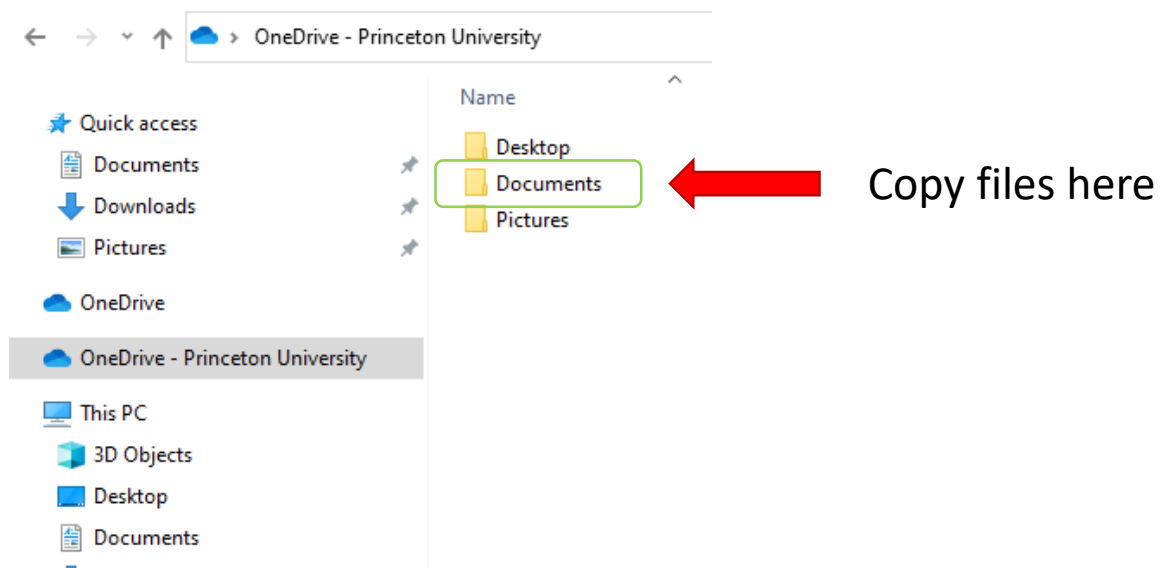 OneDrive - Princeton University
Quick access
Documents
Downloads
Pictures
OneDrive
OneDrive - Princeton University
This PC
3D Objects
Desktop
Documents
Name
Desktop
Documents
Pictures
Copy files here